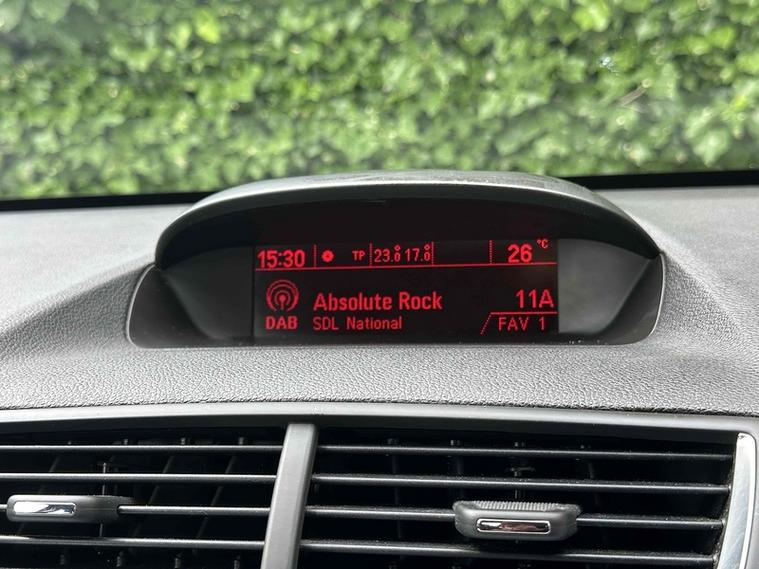 15:30 TP 23.0° 17.0° 26 °C
Absolute Rock 11A
DAB SDL National FAV 1